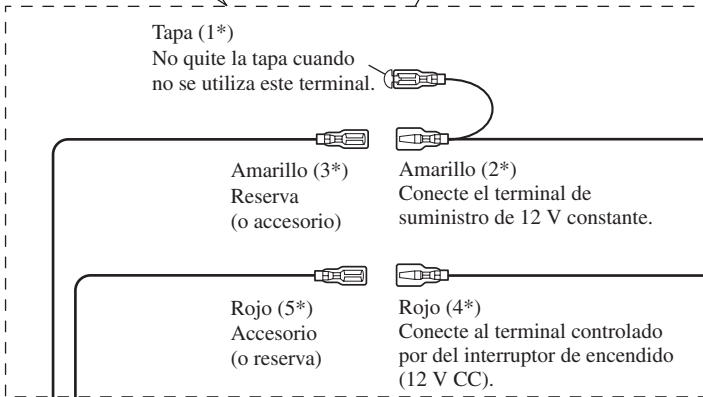 Tapa (1*)
No quite la tapa cuando
no se utiliza este terminal.
Amarillo (3*)
Reserva
(o accesorio)
Amarillo (2*)
Conecte el terminal de
suministro de 12 V constante.
Rojo (5*)
Accesorio
(o reserva)
Rojo (4*)
Conecte al terminal controlado
por del interruptor de encendido
(12 V CC).